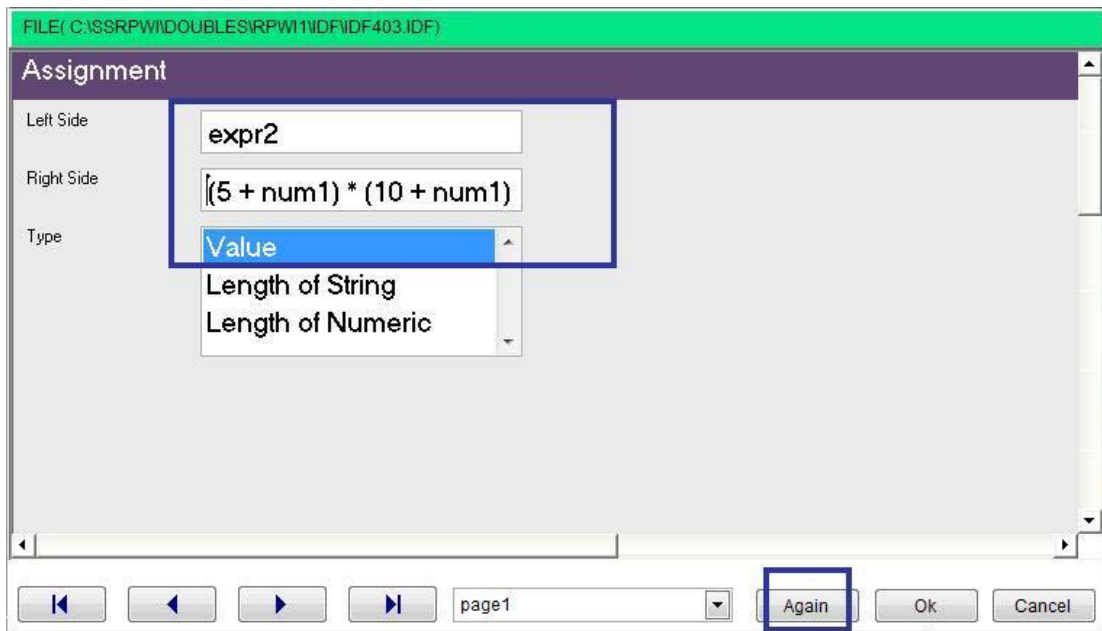 FILE( C:\SSRPWI\DOUBLES\RPWI1\IDF\IDF403.IDF)
Assignment
Left Side
expr2
Right Side
(5 + num1) * (10 + num1)
Type
Value
Length of String
Length of Numeric
page1
Again
Ok
Cancel